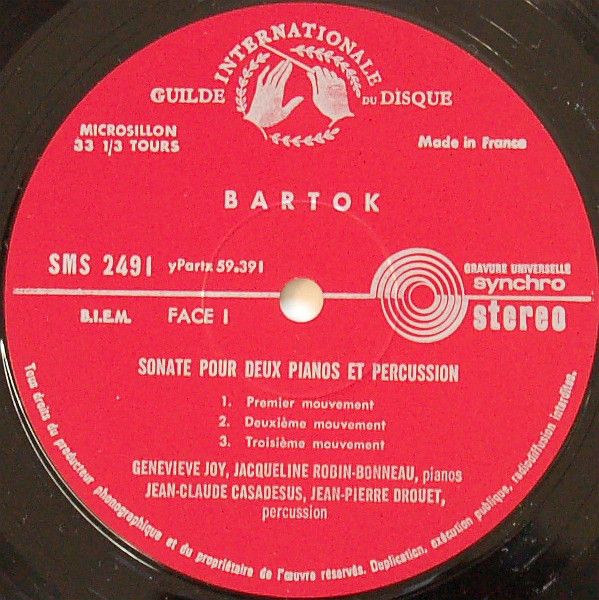 GUILDE INTERNATIONALE DU DISQUE
MICROSILLON
33 1/3 TOURS
Made in France
BARTOK
SMS 2491 yPartx 59.391
GRAVURE UNIVERSELLE
synchro
stereo
B.I.E.M. FACE 1
SONATE POUR DEUX PIANOS ET PERCUSSION
1. Premier mouvement
2. Deuxième mouvement
3. Troisième mouvement
GENEVIEVE JOY, JACQUELINE ROBIN-BONNEAU, pianos
JEAN-CLAUDE CASADESUS, JEAN-PIERRE DROUET,
percussion
Tous droits du producteur phonographique et du propriétaire de l'œuvre réservés. Duplication, exécution publique, radiodiffusion interdites.